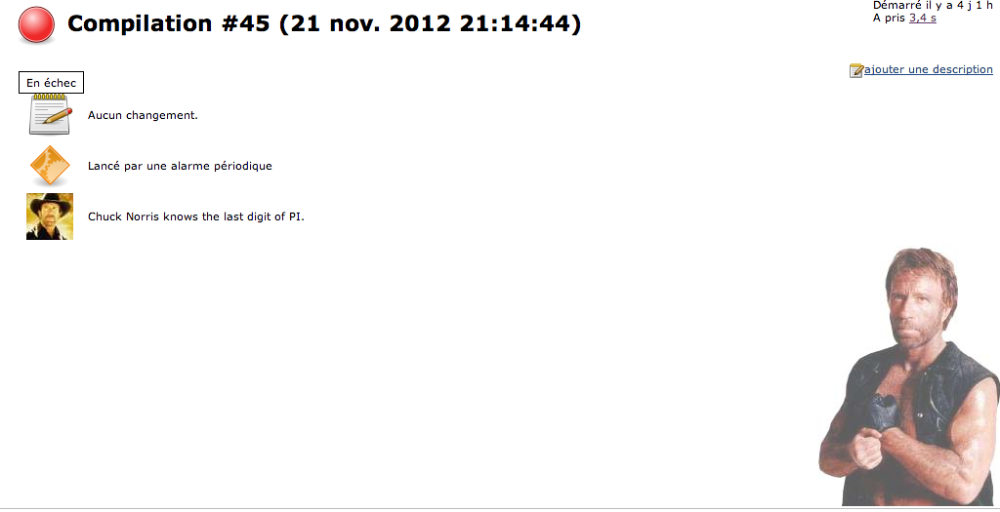 Compilation #45 (21 nov. 2012 21:14:44)
Démarré il y a 4 j 1 h
A pris 3,4 s
ajouter une description
En échec
Aucun changement.
Lancé par une alarme périodique
Chuck Norris knows the last digit of PI.